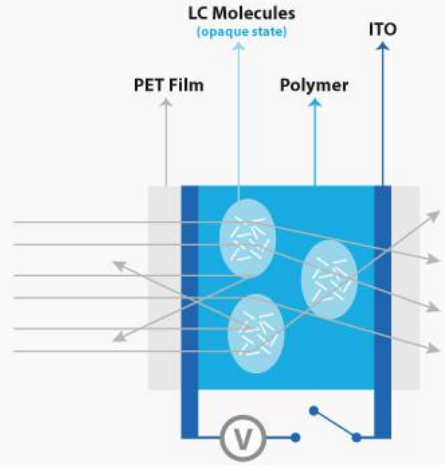 LC Molecules
(opaque state)
ITO
PET Film
Polymer
V